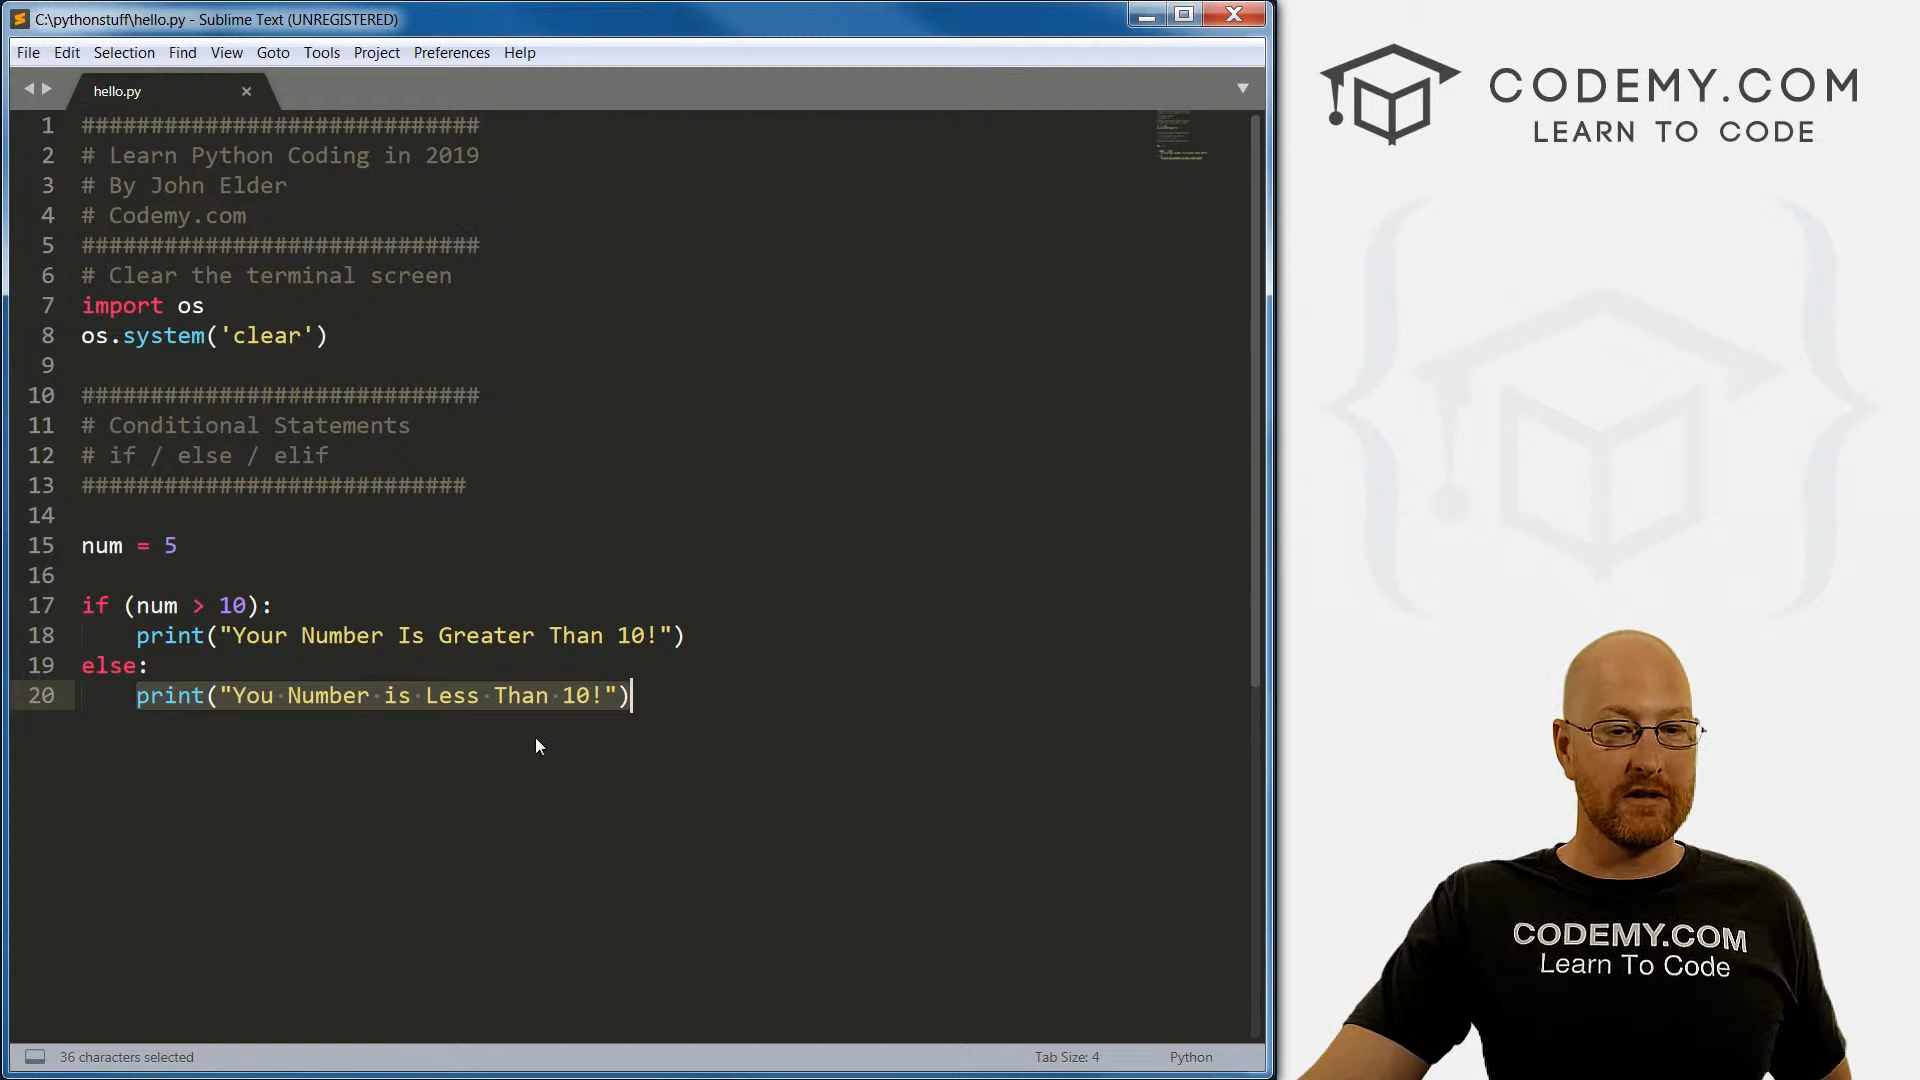 C:\pythonstuff\hello.py - Sublime Text (UNREGISTERED)
File Edit Selection Find View Goto Tools Project Preferences Help
hello.py
1 #############################
2 # Learn Python Coding in 2019
3 # By John Elder
4 # Codemy.com
5 #############################
6 # Clear the terminal screen
7 import os
8 os.system('clear')
9
10 #############################
11 # Conditional Statements
12 # if / else / elif
13 ############################
14
15 num = 5
16
17 if (num > 10):
18 print("Your Number Is Greater Than 10!")
19 else:
20 print("You Number is Less Than 10!")
36 characters selected
Tab Size: 4
Python
CODEMY.COM
LEARN TO CODE
CODEMY.COM
Learn To Code